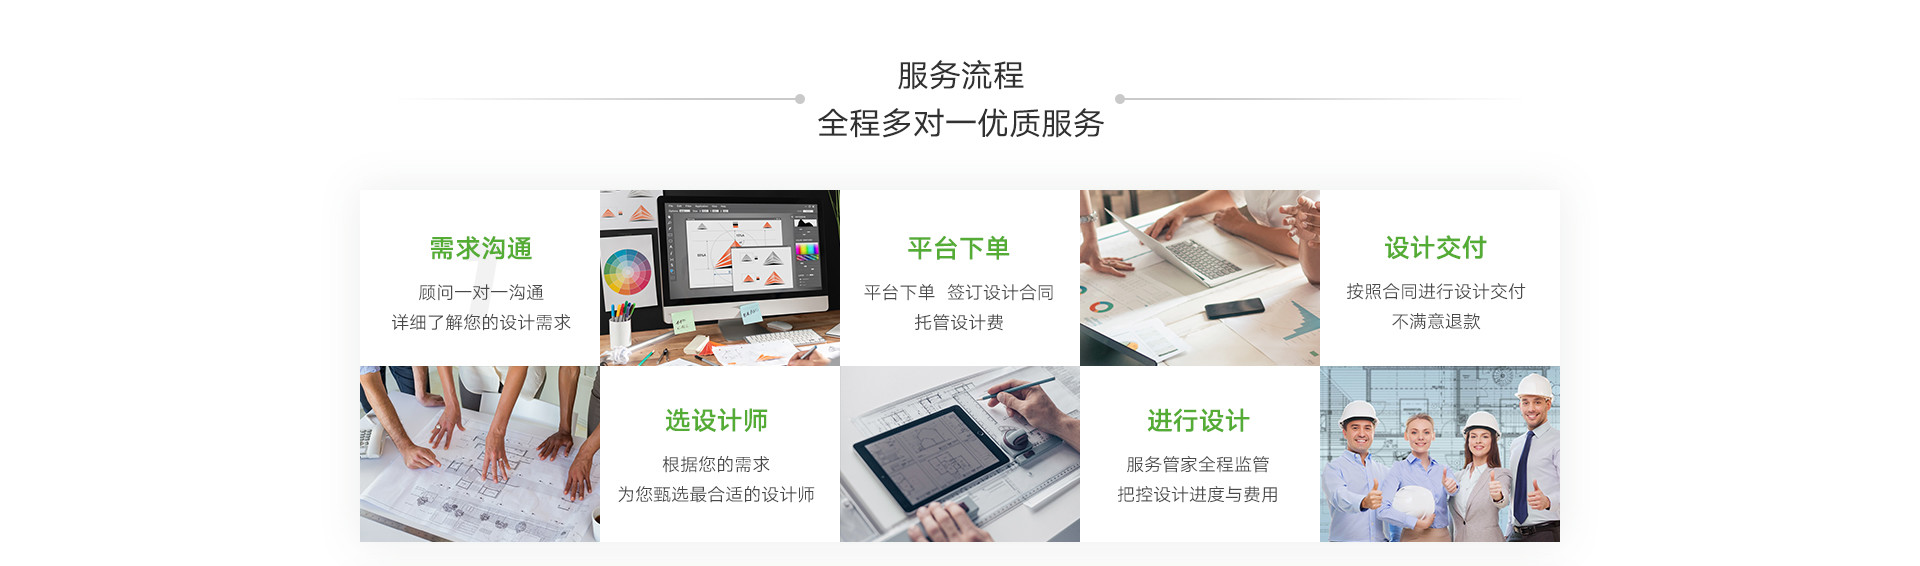 服务流程
全程多对一优质服务
需求沟通
顾问一对一沟通
详细了解您的设计需求
平台下单
平台下单 签订设计合同
托管设计费
设计交付
按照合同进行设计交付
不满意退款
选设计师
根据您的需求
为您甄选最合适的设计师
进行设计
服务管家全程监管
把控设计进度与费用